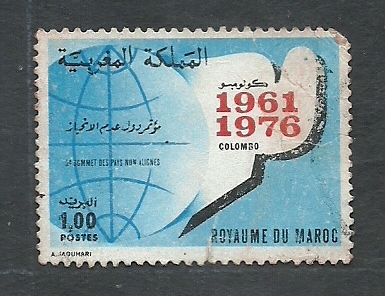 المملكة المغربية
كولومبو
1961
1976
COLOMBO
مؤتمر دول عدم الانحياز
5e SOMMET DES PAYS NON ALIGNES
البريد
1,00
POSTES
ROYAUME DU MAROC
A. JAOUHARI